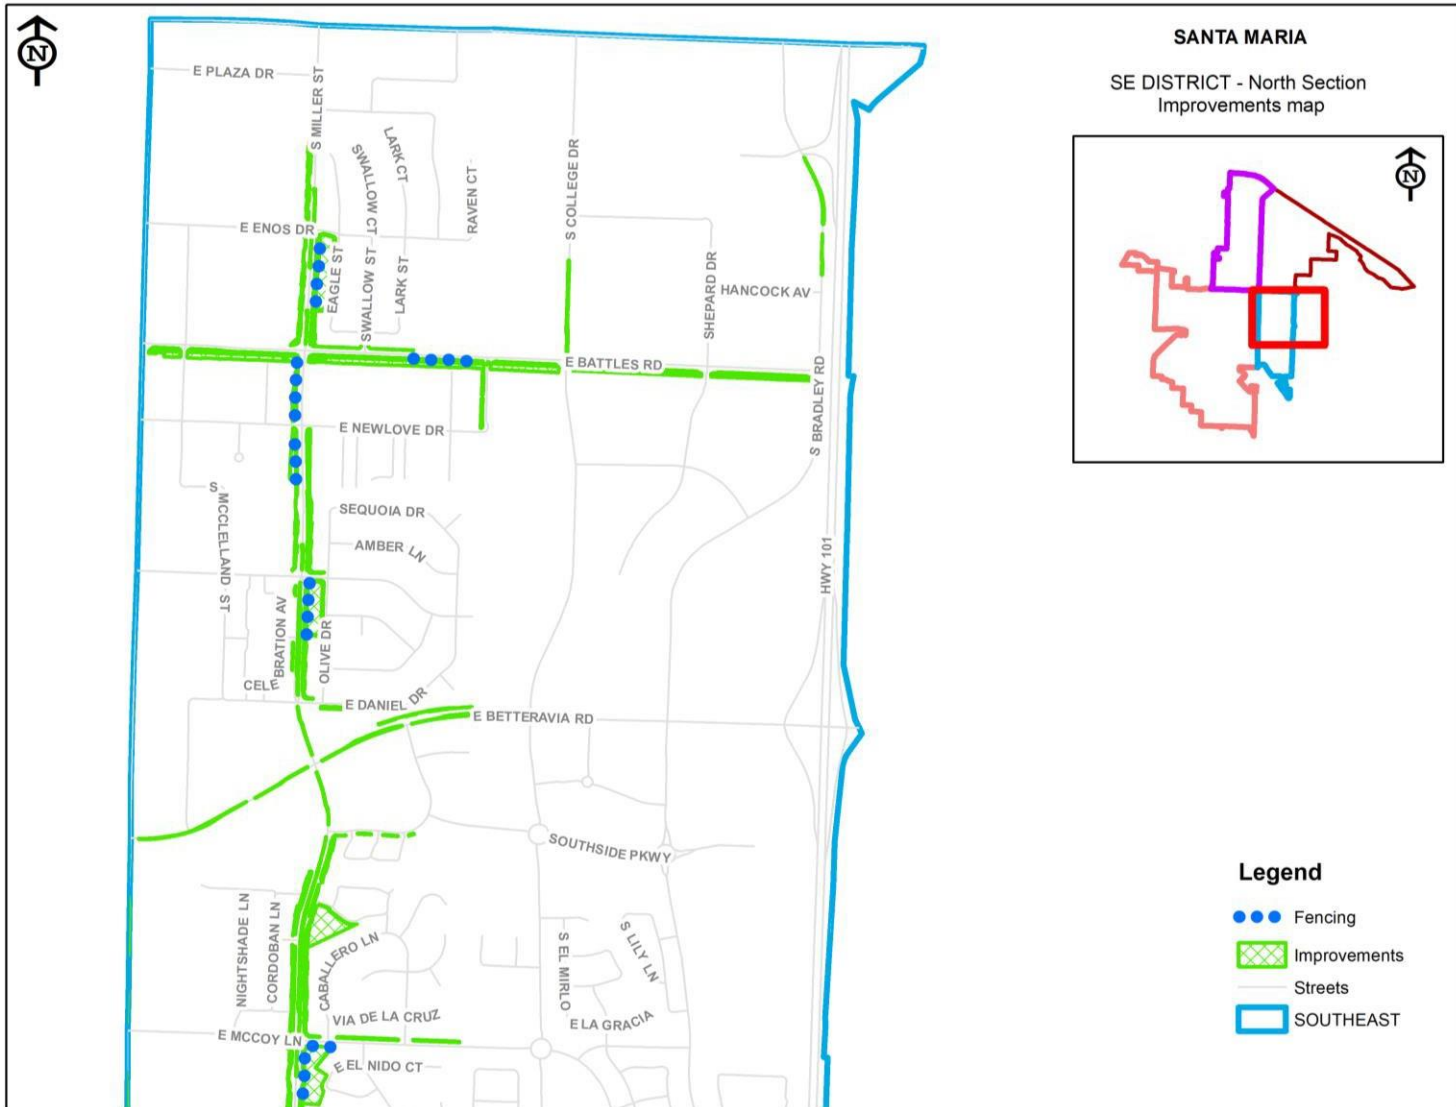 N
SANTA MARIA
SE DISTRICT - North Section
Improvements map
N
E PLAZA DR
S MILLER ST
LARK CT
SWALLOW CT
RAVEN CT
S COLLEGE DR
E ENOS DR
EAGLE ST
SWALLOW ST
LARK ST
SHEPARD DR
HANCOCK AV
E BATTLES RD
S BRADLEY RD
E NEWLOVE DR
S MCCLELLAND ST
SEQUOIA DR
AMBER LN
HWY 101
CELEBRATION AV
OLIVE DR
E DANIEL DR
E BETTERAVIA RD
SOUTHSIDE PKWY
NIGHTSHADE LN
CORDOBAN LN
CABALLERO LN
S EL MIRLO
S LILY LN
VIA DE LA CRUZ
E LA GRACIA
E MCCOY LN
E EL NIDO CT
Legend
Fencing
Improvements
Streets
SOUTHEAST